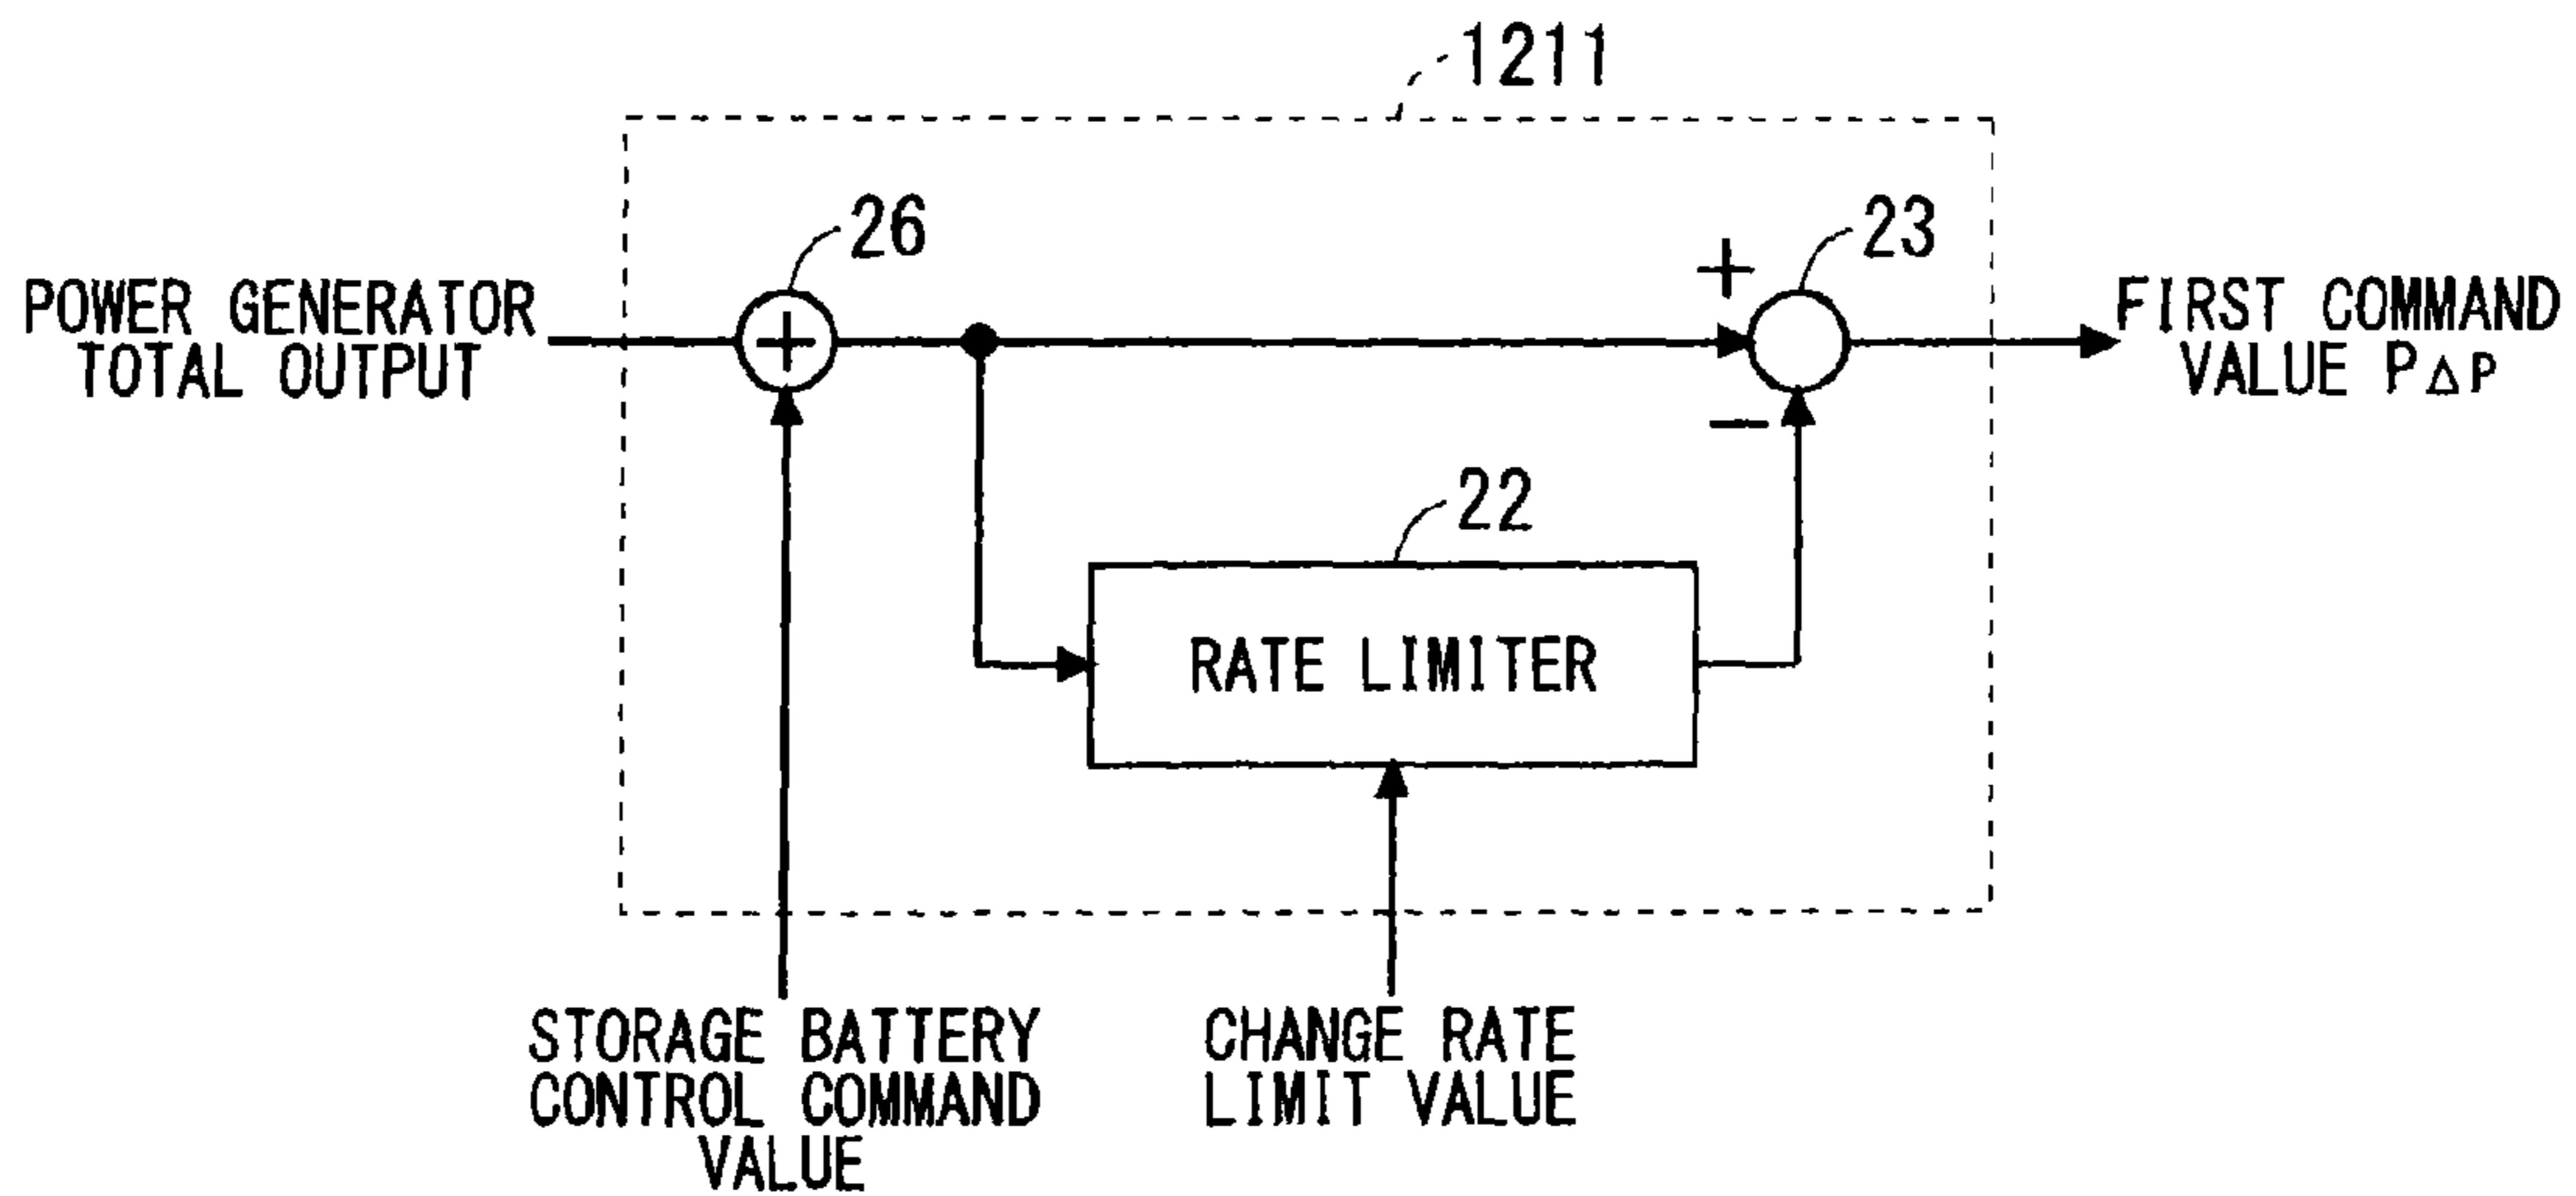 1211
26
23
+
+
−
POWER GENERATOR
TOTAL OUTPUT
FIRST COMMAND
VALUE PΔP
22
RATE LIMITER
STORAGE BATTERY
CONTROL COMMAND
VALUE
CHANGE RATE
LIMIT VALUE